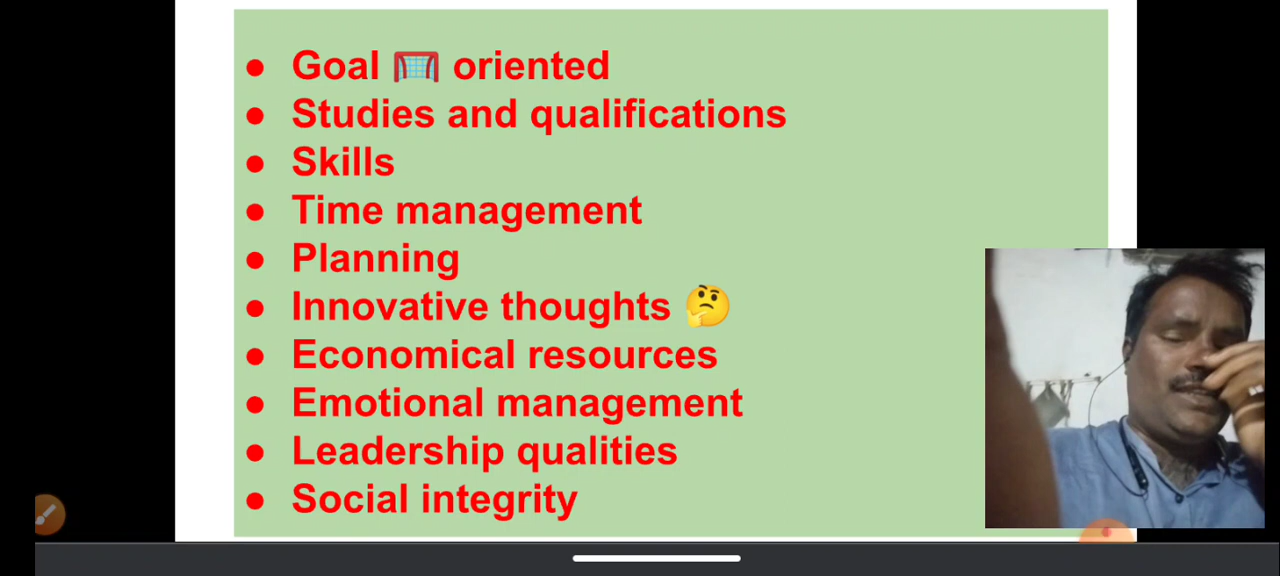 ● Goal 🥅 oriented
● Studies and qualifications
● Skills
● Time management
● Planning
● Innovative thoughts 🤔
● Economical resources
● Emotional management
● Leadership qualities
● Social integrity